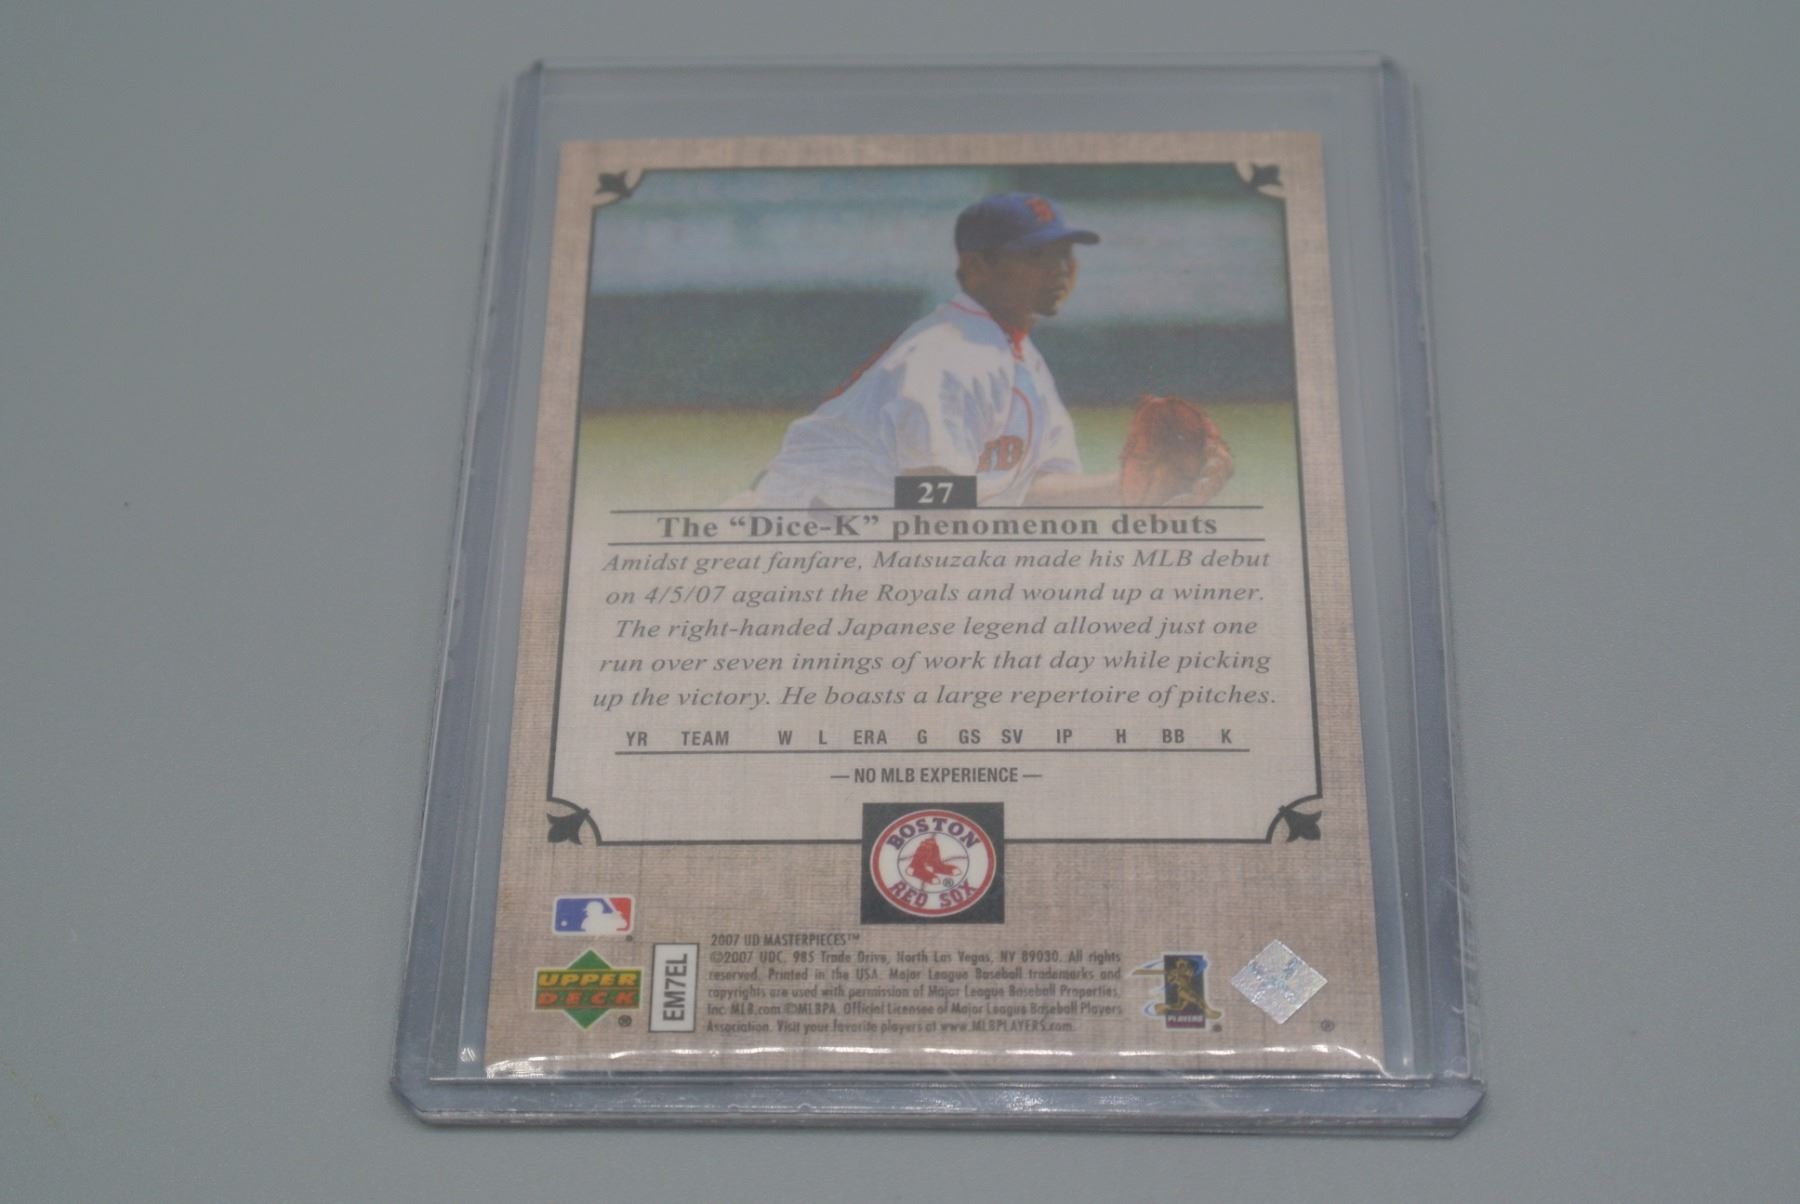 27
The “Dice-K” phenomenon debuts
Amidst great fanfare, Matsuzaka made his MLB debut
on 4/5/07 against the Royals and wound up a winner.
The right-handed Japanese legend allowed just one
run over seven innings of work that day while picking
up the victory. He boasts a large repertoire of pitches.
YR TEAM W L ERA G GS SV IP H BB K
— NO MLB EXPERIENCE —
BOSTON
RED SOX
®
UPPER
DECK
®
EM7EL
2007 UD MASTERPIECES™
©2007 UDC, 985 Trade Drive, North Las Vegas, NV 89030. All rights
reserved. Printed in the USA. Major League Baseball trademarks and
copyrights are used with permission of Major League Baseball Properties,
Inc. MLB.com ©MLBPA. Official Licensee of Major League Baseball Players
Association. Visit your favorite players at www.MLBPLAYERS.com.
PLAYERS
®